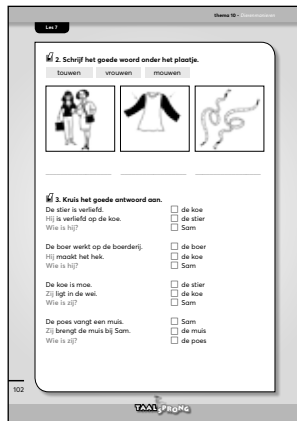 thema 10 -
Les 7
2. Schrijf het goede woord onder het plaatje.
touwen vrouwen mouwen
3. Kruis het goede antwoord aan.
De stier is verliefd. de koe
Hij is verliefd op de koe. de stier
Wie is hij? Sam
De boer werkt op de boerderij. de boer
Hij maakt het hek. de koe
Wie is hij? Sam
De koe is moe. de stier
Zij ligt in de wei. de koe
Wie is zij? Sam
De poes vangt een muis. Sam
Zij brengt de muis bij Sam. de muis
Wie is zij? de poes
102
TAALSPRONG